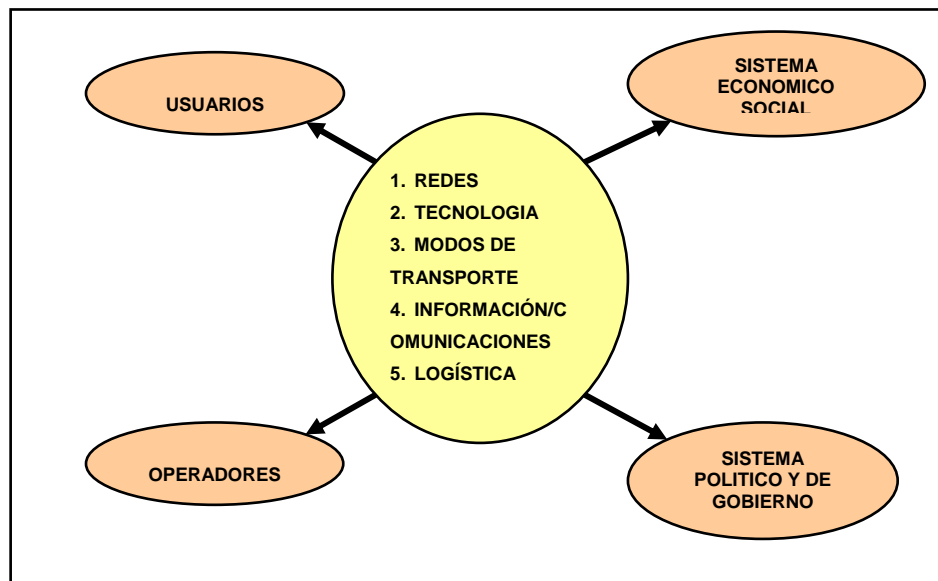 USUARIOS
SISTEMA
ECONOMICO
SOCIAL
1. REDES
2. TECNOLOGIA
3. MODOS DE
TRANSPORTE
4. INFORMACIÓN/C
OMUNICACIONES
5. LOGÍSTICA
OPERADORES
SISTEMA
POLITICO Y DE
GOBIERNO